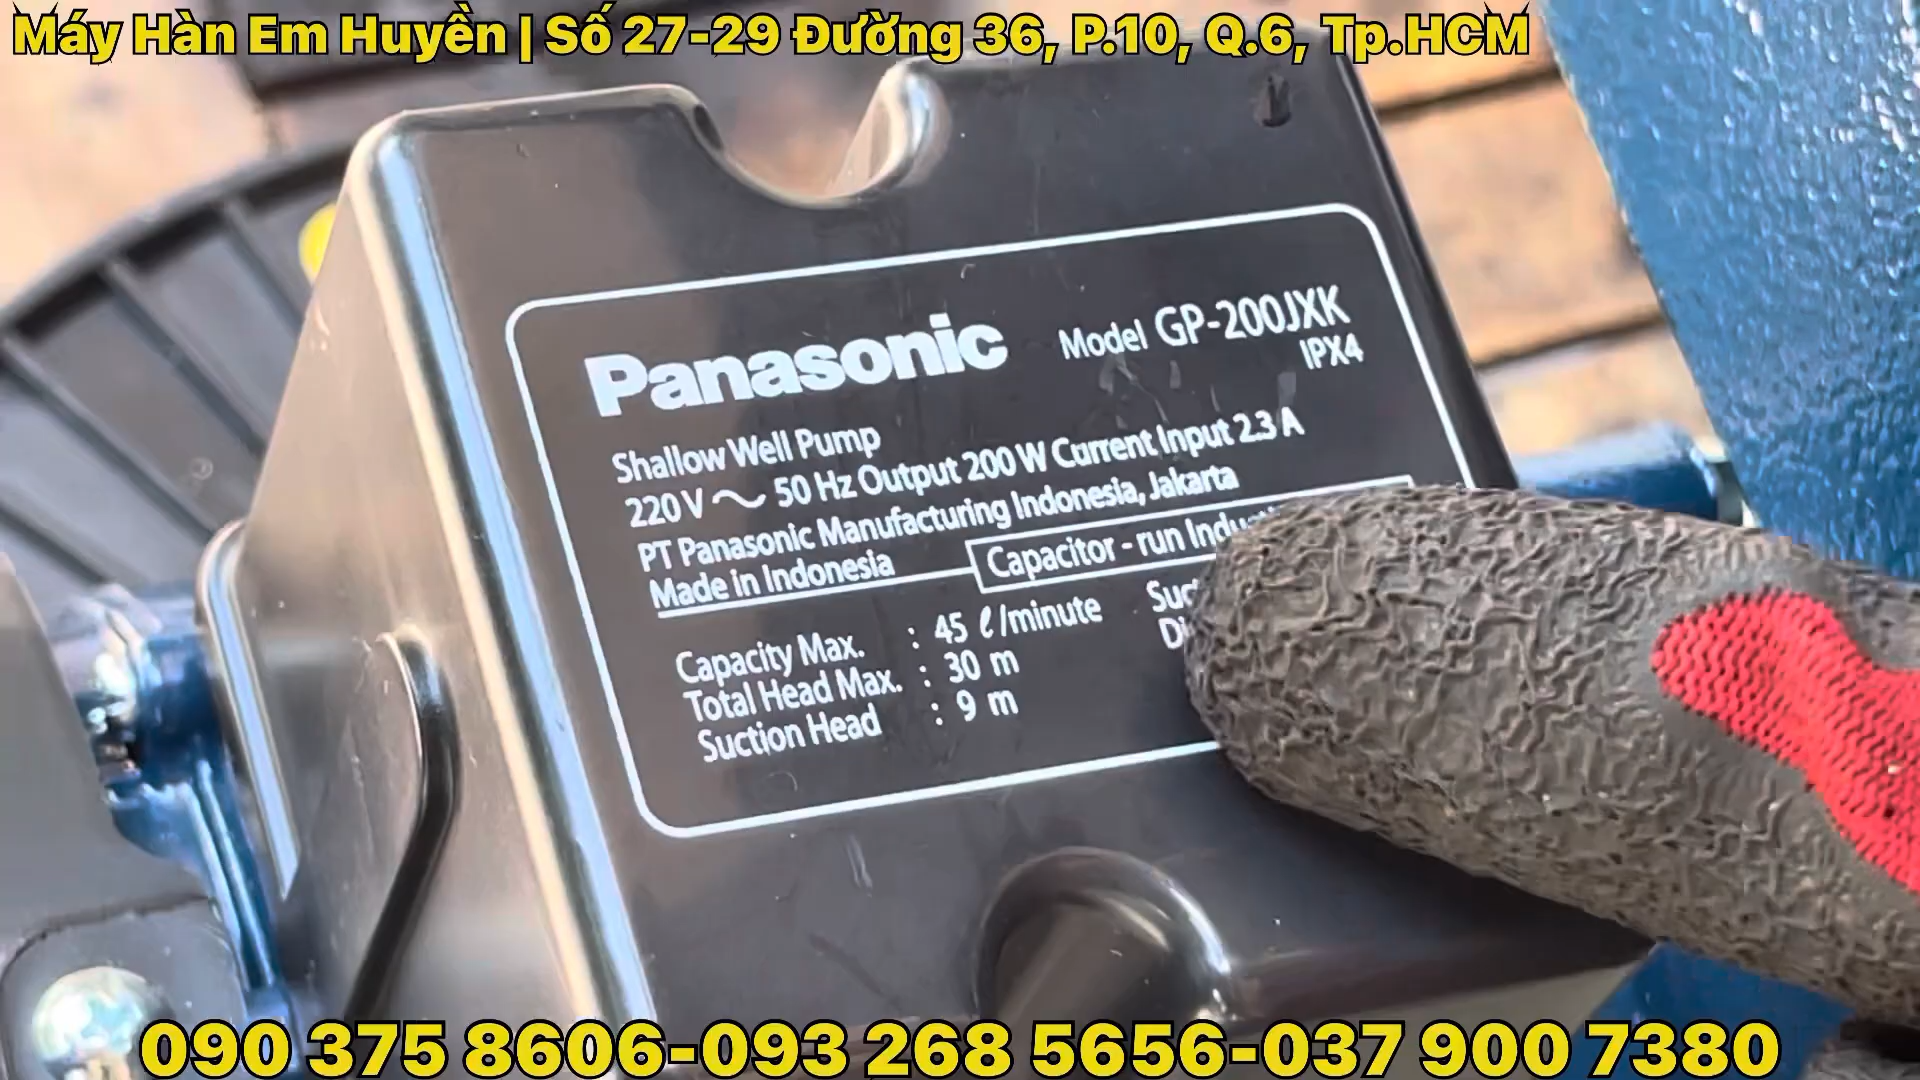 Máy Hàn Em Huyền | Số 27-29 Đường 36, P.10, Q.6, Tp.HCM
Panasonic Model GP-200JXK
IPX4
Shallow Well Pump
220 V ~ 50 Hz Output 200 W Current Input 2.3 A
PT Panasonic Manufacturing Indonesia, Jakarta
Made in Indonesia Capacitor - run
Capacity Max. : 45 ℓ/minute
Total Head Max. : 30 m
Suction Head : 9 m
090 375 8606-093 268 5656-037 900 7380